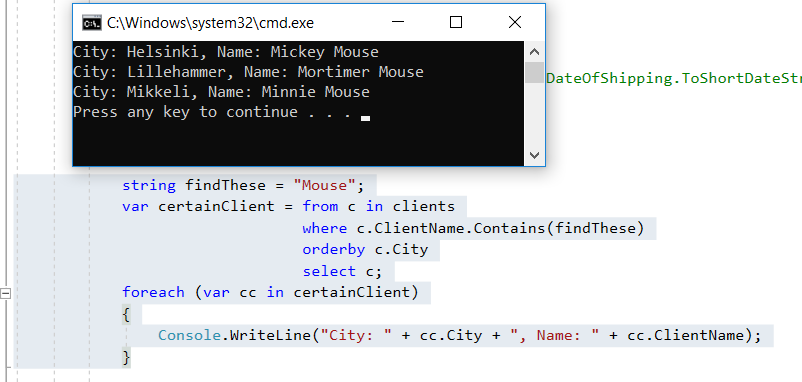 C:\Windows\system32\cmd.exe
City: Helsinki, Name: Mickey Mouse
City: Lillehammer, Name: Mortimer Mouse
City: Mikkeli, Name: Minnie Mouse
Press any key to continue . . .
DateOfShipping.ToShortDateStr
string findThese = "Mouse";
var certainClient = from c in clients
where c.ClientName.Contains(findThese)
orderby c.City
select c;
foreach (var cc in certainClient)
{
Console.WriteLine("City: " + cc.City + ", Name: " + cc.ClientName);
}